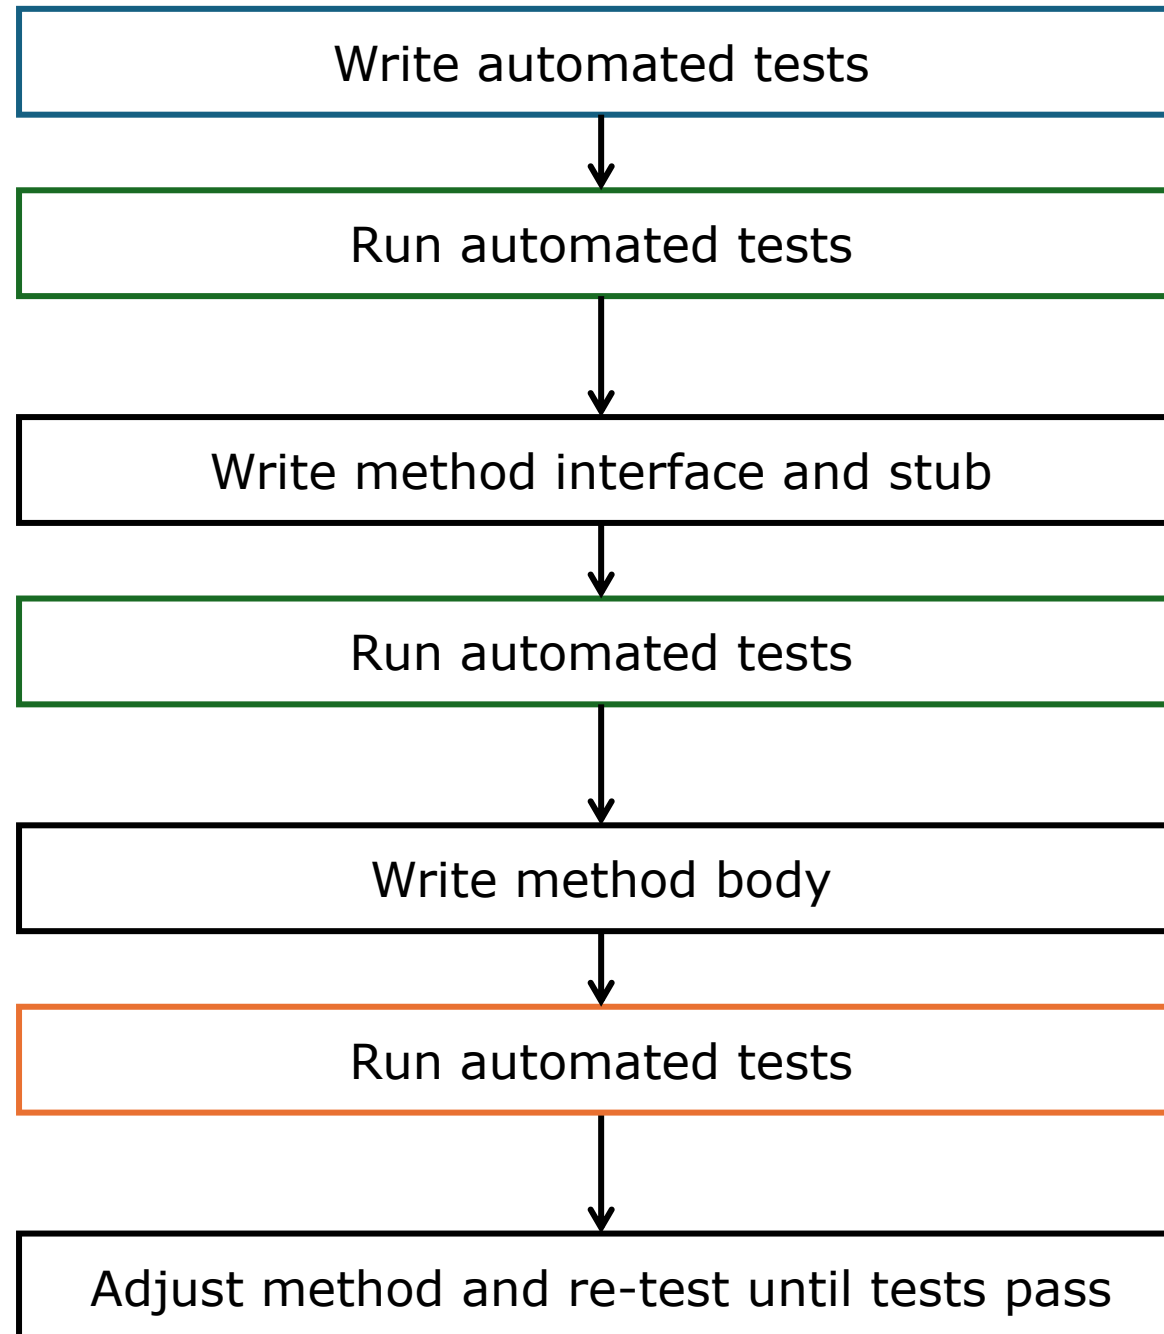 Write automated tests
Run automated tests
Write method interface and stub
Run automated tests
Write method body
Run automated tests
Adjust method and re-test until tests pass